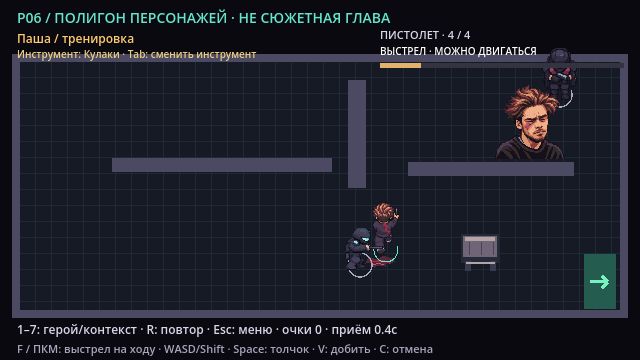 P06 / ПОЛИГОН ПЕРСОНАЖЕЙ · НЕ СЮЖЕТНАЯ ГЛАВА
Паша / тренировка
Инструмент: Кулаки · Tab: сменить инструмент
ПИСТОЛЕТ · 4 / 4
ВЫСТРЕЛ · МОЖНО ДВИГАТЬСЯ
1–7: герой/контекст · R: повтор · Esc: меню · очки 0 · приём 0.4с
F / ПКМ: выстрел на ходу · WASD/Shift · Space: толчок · V: добить · C: отмена